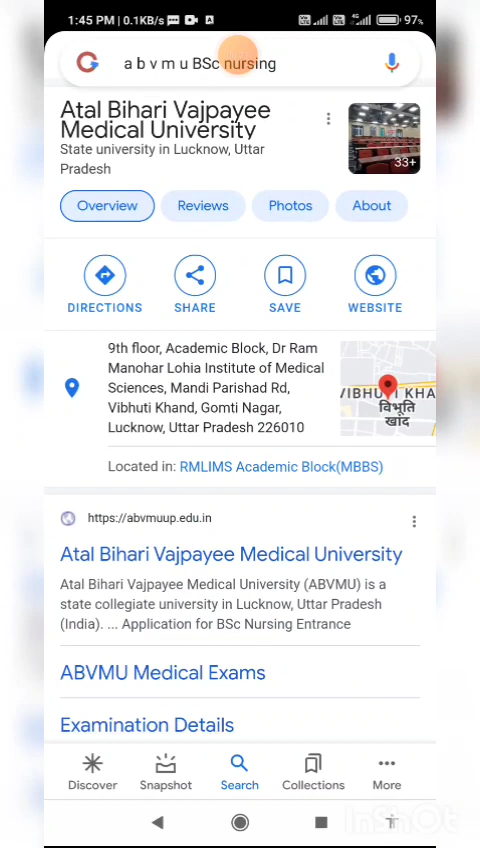 1:45 PM | 0.1KB/s
4G
97%
a b v m u BSc nursing
Atal Bihari Vajpayee
Medical University
State university in Lucknow, Uttar
Pradesh
33+
Overview
Reviews
Photos
About
DIRECTIONS
SHARE
SAVE
WEBSITE
9th floor, Academic Block, Dr Ram
Manohar Lohia Institute of Medical
Sciences, Mandi Parishad Rd,
Vibhuti Khand, Gomti Nagar,
Lucknow, Uttar Pradesh 226010
VIBHUTI KHA
विभूति
खंड
Located in: RMLIMS Academic Block(MBBS)
https://abvmuup.edu.in
Atal Bihari Vajpayee Medical University
Atal Bihari Vajpayee Medical University (ABVMU) is a
state collegiate university in Lucknow, Uttar Pradesh
(India). ... Application for BSc Nursing Entrance
ABVMU Medical Exams
Examination Details
Discover
Snapshot
Search
Collections
More
InShOt